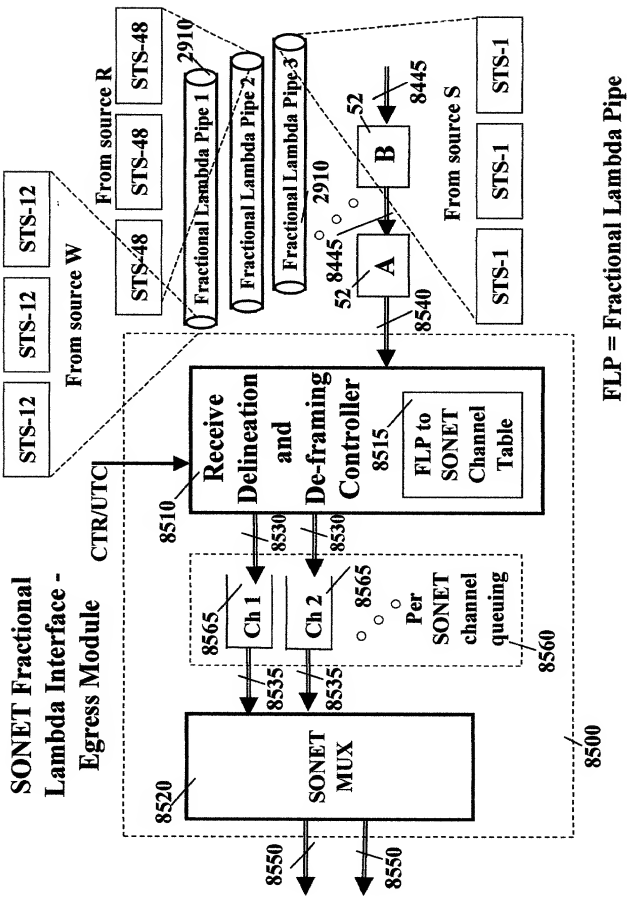 SONET Fractional
Lambda Interface -
Egress Module
CTR/UTC
STS-12
STS-12
STS-12
From source W
STS-48
STS-48
STS-48
From source R
2910
Fractional Lambda Pipe 1
Fractional Lambda Pipe 2
Fractional Lambda Pipe 3
2910
8550
8550
8520
SONET
MUX
8535
8535
8565
Ch 1
Ch 2
8565
Per
SONET
channel
queuing
8560
8530
8530
8510
Receive
Delineation
and
De-framing
Controller
8515
FLP to
SONET
Channel
Table
8540
52
A
8445
52
B
8445
From source S
STS-1
STS-1
STS-1
8500
FLP = Fractional Lambda Pipe